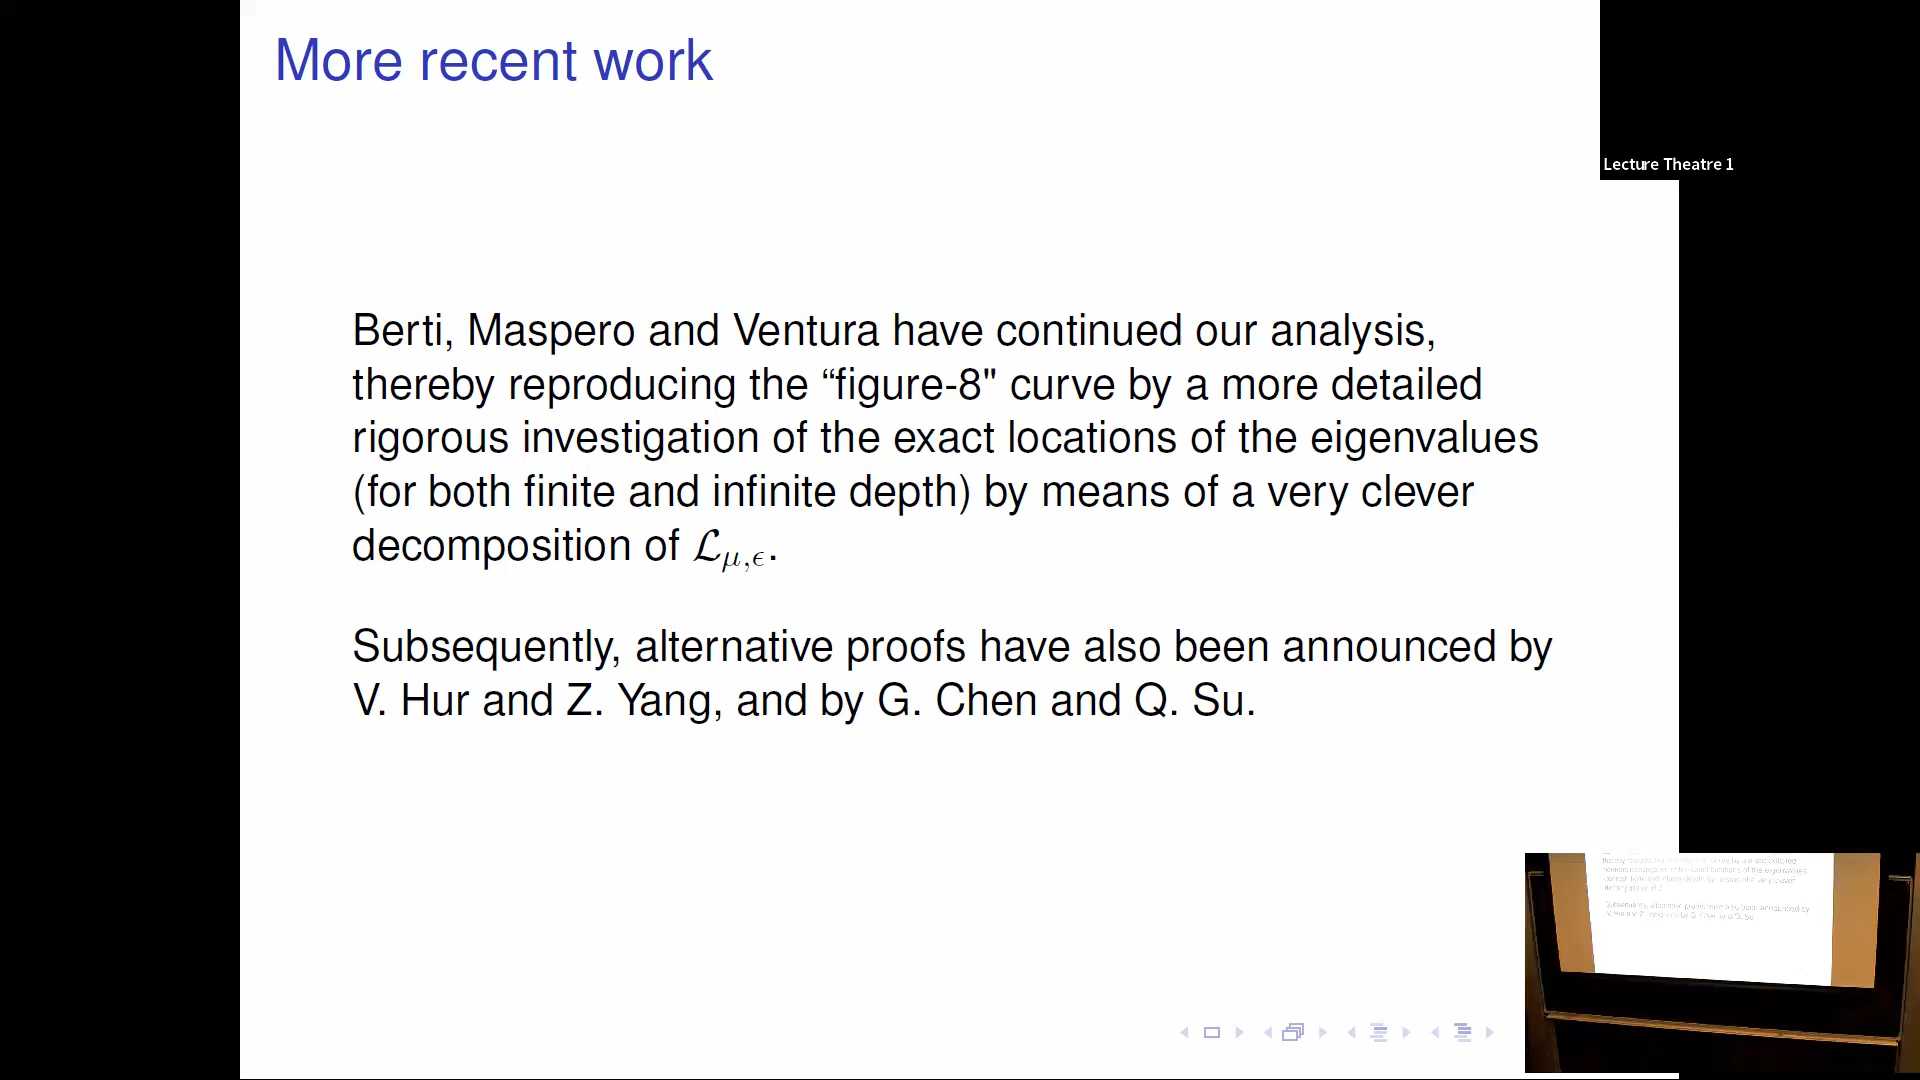 More recent work
Lecture Theatre 1
Berti, Maspero and Ventura have continued our analysis,
thereby reproducing the “figure-8" curve by a more detailed
rigorous investigation of the exact locations of the eigenvalues
(for both finite and infinite depth) by means of a very clever
decomposition of ℒμ,ϵ.
Subsequently, alternative proofs have also been announced by
V. Hur and Z. Yang, and by G. Chen and Q. Su.